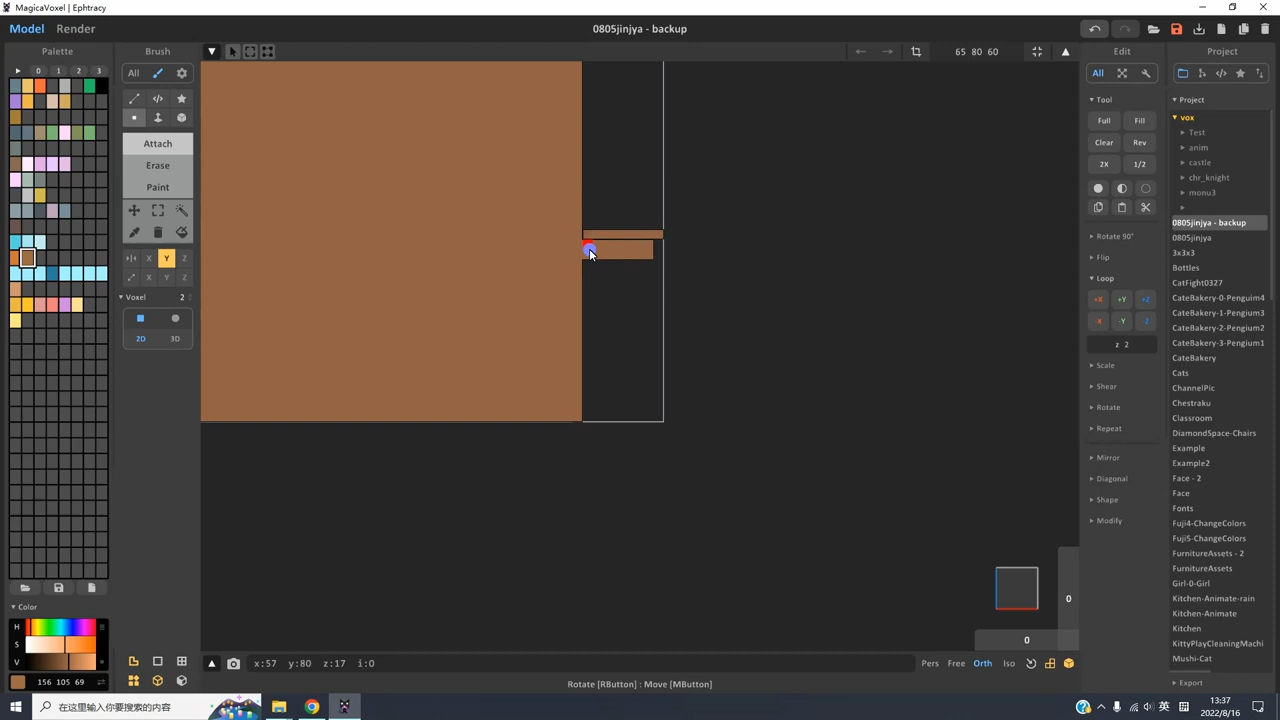 MagicaVoxel | Ephtracy
Model Render
0805jinjya - backup
Palette
0 1 2 3
Brush
All
Attach
Erase
Paint
X Y Z
X Y Z
Voxel 2
2D 3D
Color
H
S
V
156 105 69
65 80 60
Edit
All
Tool
Full Fill
Clear Rev
2X 1/2
Rotate 90°
Flip
Loop
+X +Y +Z
-X -Y -Z
z 2
Scale
Shear
Rotate
Repeat
Mirror
Diagonal
Shape
Modify
Project
Project
vox
Test
anim
castle
chr_knight
monu3
0805jinjya - backup
0805jinjya
3x3x3
Bottles
CatFight0327
CateBakery-0-Penguim4
CateBakery-1-Pengium3
CateBakery-2-Pengium2
CateBakery-3-Pengium1
CateBakery
Cats
ChannelPic
Chestraku
Classroom
DiamondSpace-Chairs
Example
Example2
Face - 2
Face
Fonts
Fuji4-ChangeColors
Fuji5-ChangeColors
FurnitureAssets - 2
FurnitureAssets
Girl-0-Girl
Kitchen-Animate-rain
Kitchen-Animate
Kitchen
KittyPlayCleaningMachi
Mushi-Cat
Export
0
0
x:57 y:80 z:17 i:0
Pers Free Orth Iso
Rotate [RButton] : Move [MButton]
在这里输入你要搜索的内容
英 拼
13:37
2022/8/16